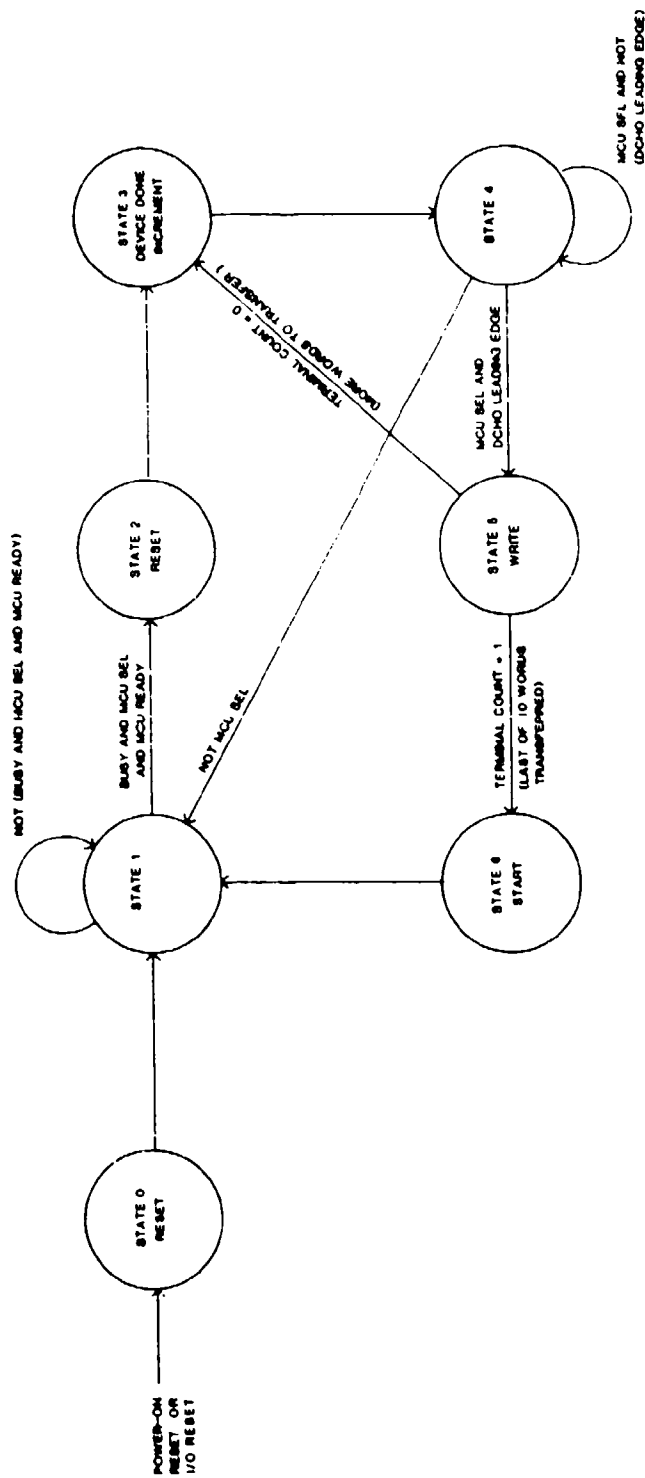 POWER-ON
RESET OR
I/O RESET
STATE 0
RESET
NOT (BUSY AND MCU SEL AND MCU READY)
STATE 1
BUSY AND MCU SEL
AND MCU READY
STATE 2
RESET
STATE 3
DEVICE DONE
INCREMENT
TERMINAL COUNT = 0
(MORE WORDS TO TRANSFER)
NOT MCU SEL
STATE 6
START
TERMINAL COUNT = 1
(LAST OF 10 WORDS
TRANSFERRED)
STATE 5
WRITE
MCU SEL AND
DCHO LEADING EDGE
STATE 4
MCU SEL AND NOT
(DCHO LEADING EDGE)